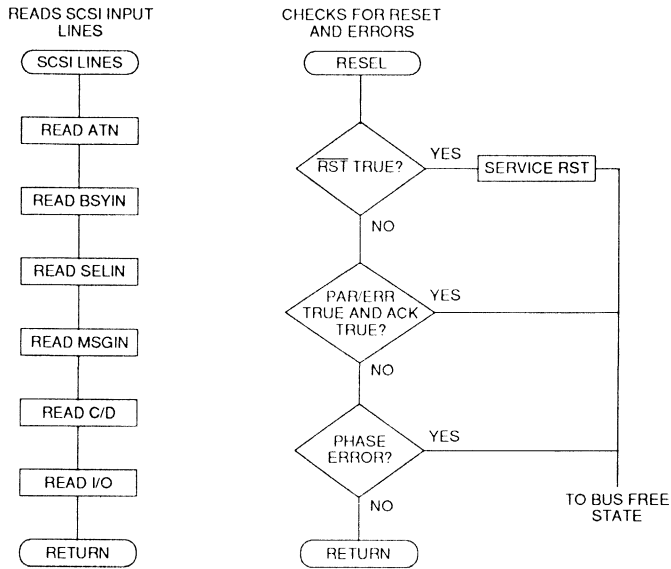 READS SCSI INPUT
LINES
SCSI LINES
READ ATN
READ BSYIN
READ SELIN
READ MSGIN
READ C/D
READ I/O
RETURN
CHECKS FOR RESET
AND ERRORS
RESEL
RST TRUE?
YES
SERVICE RST
NO
PAR/ERR
TRUE AND ACK
TRUE?
YES
NO
PHASE
ERROR?
YES
NO
TO BUS FREE
STATE
RETURN